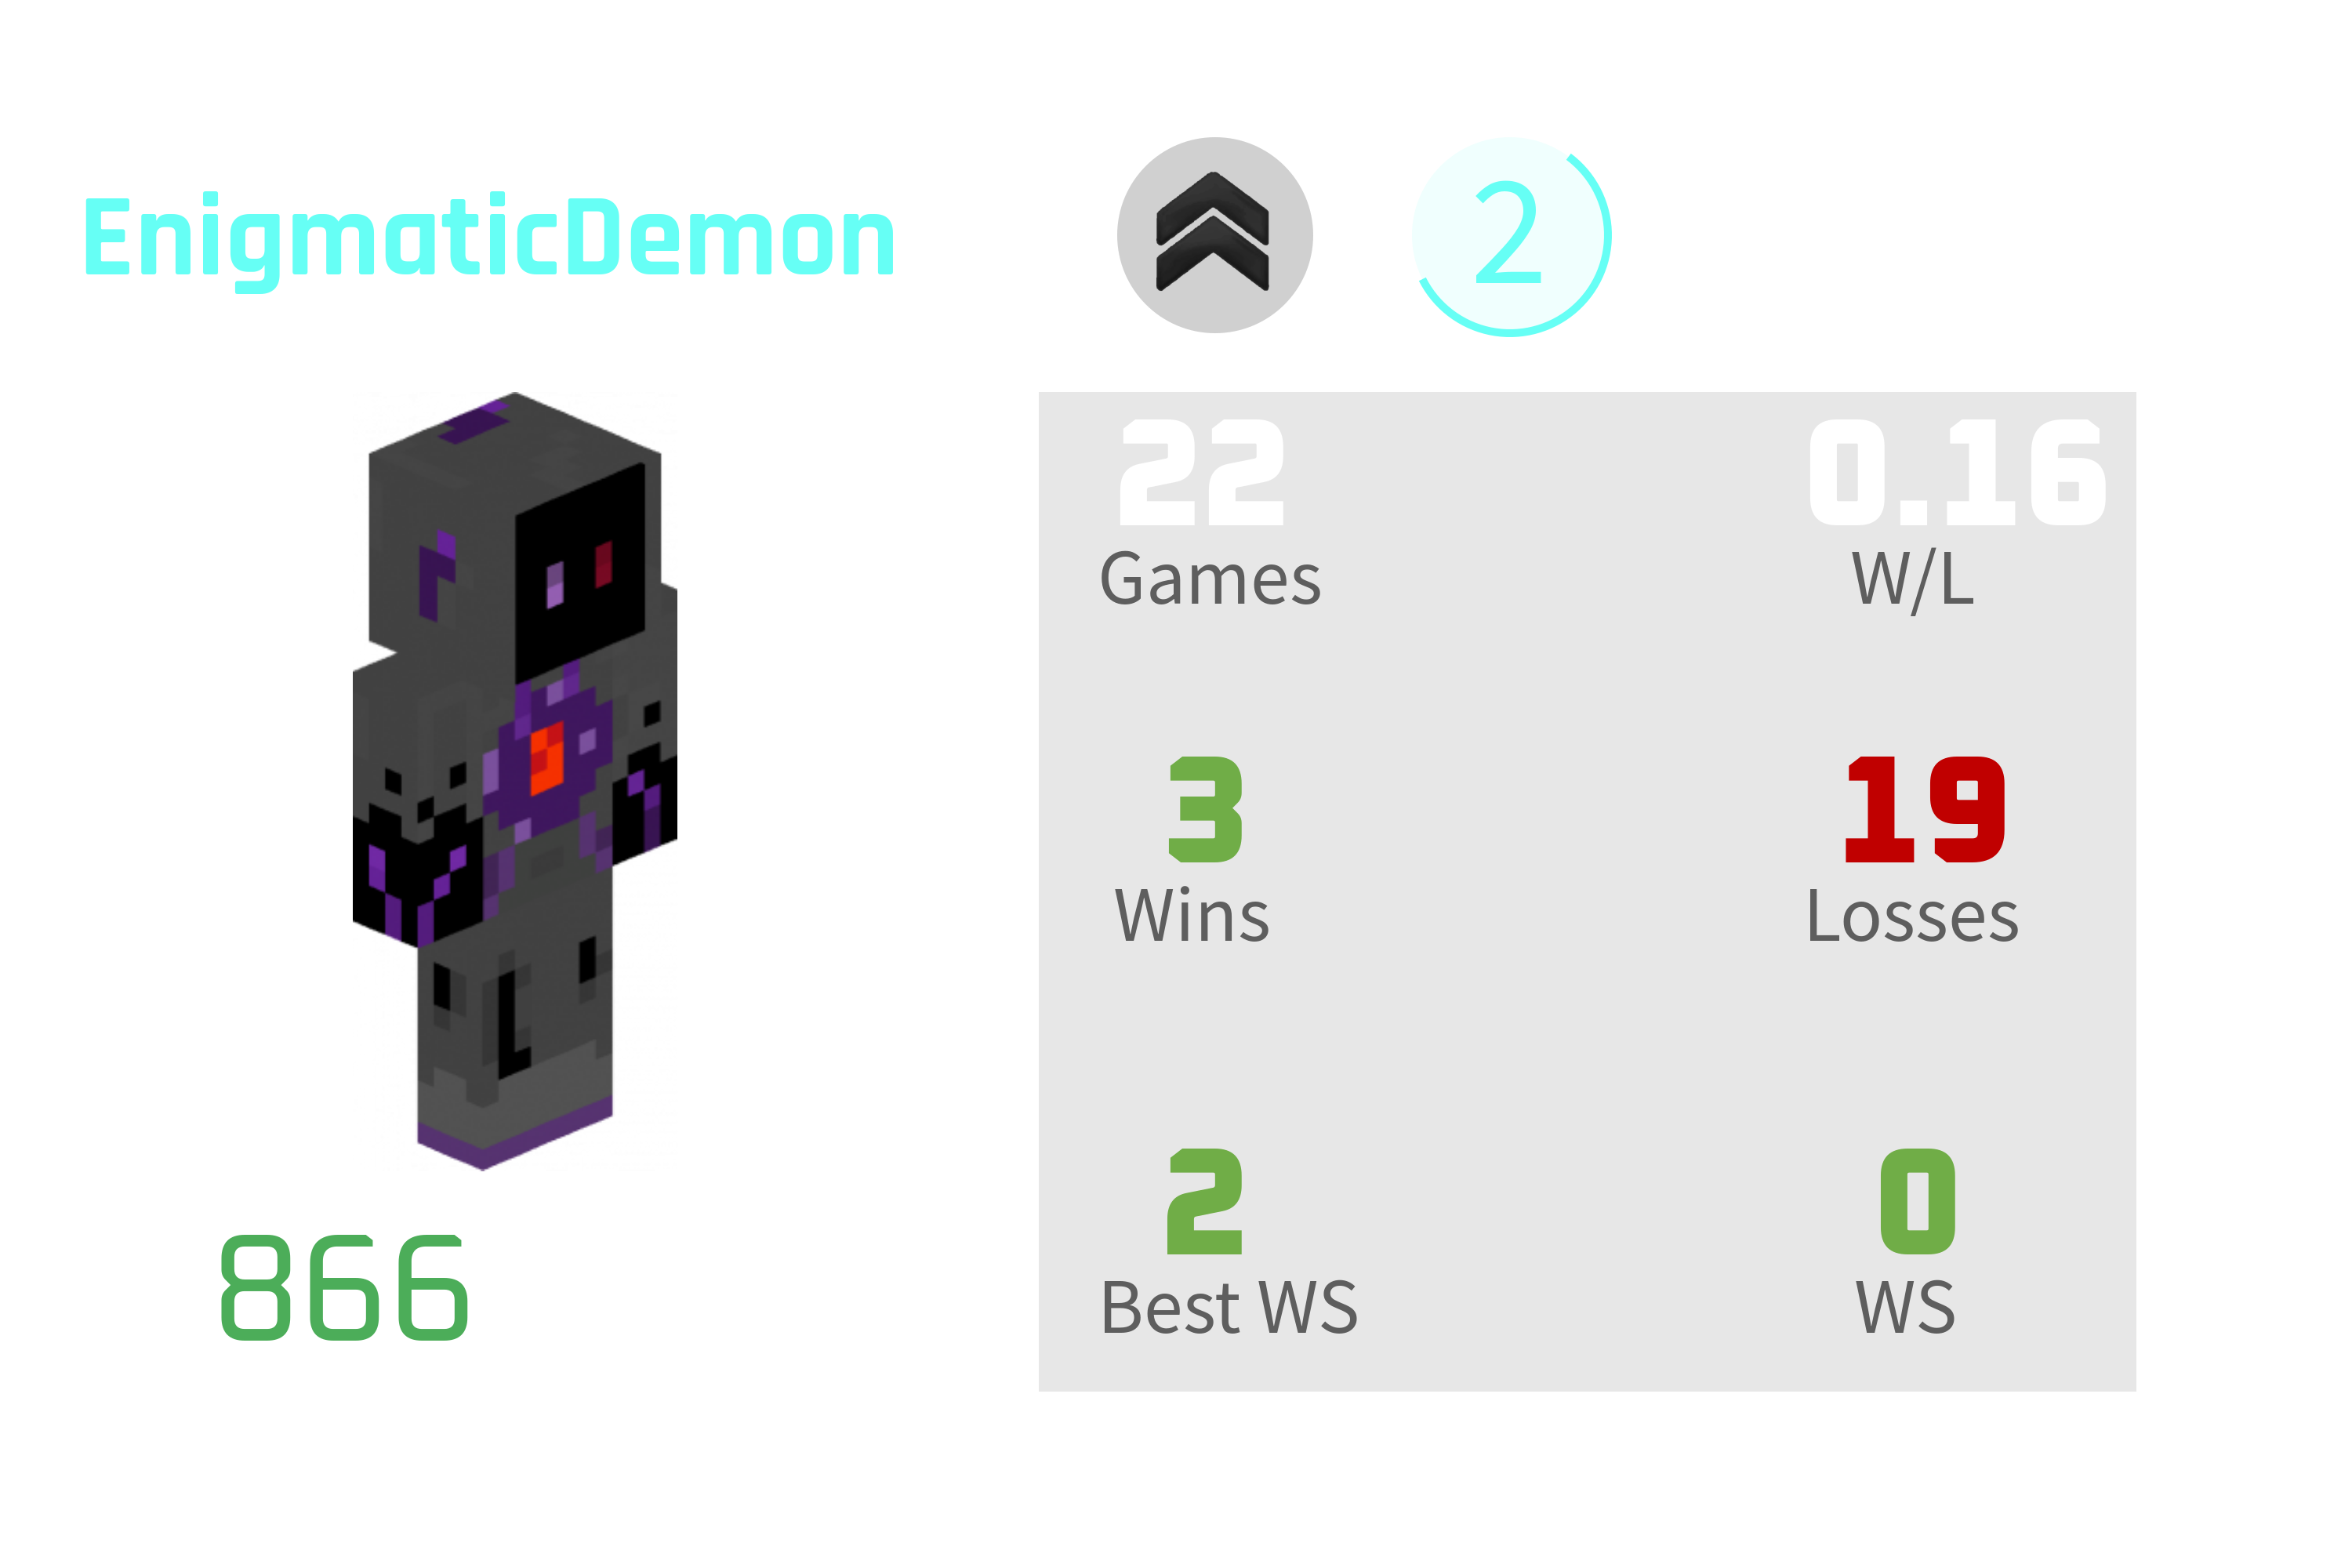 EnigmaticDemon
2
22
0.16
Games
W/L
3
19
Wins
Losses
2
0
Best WS
WS
866